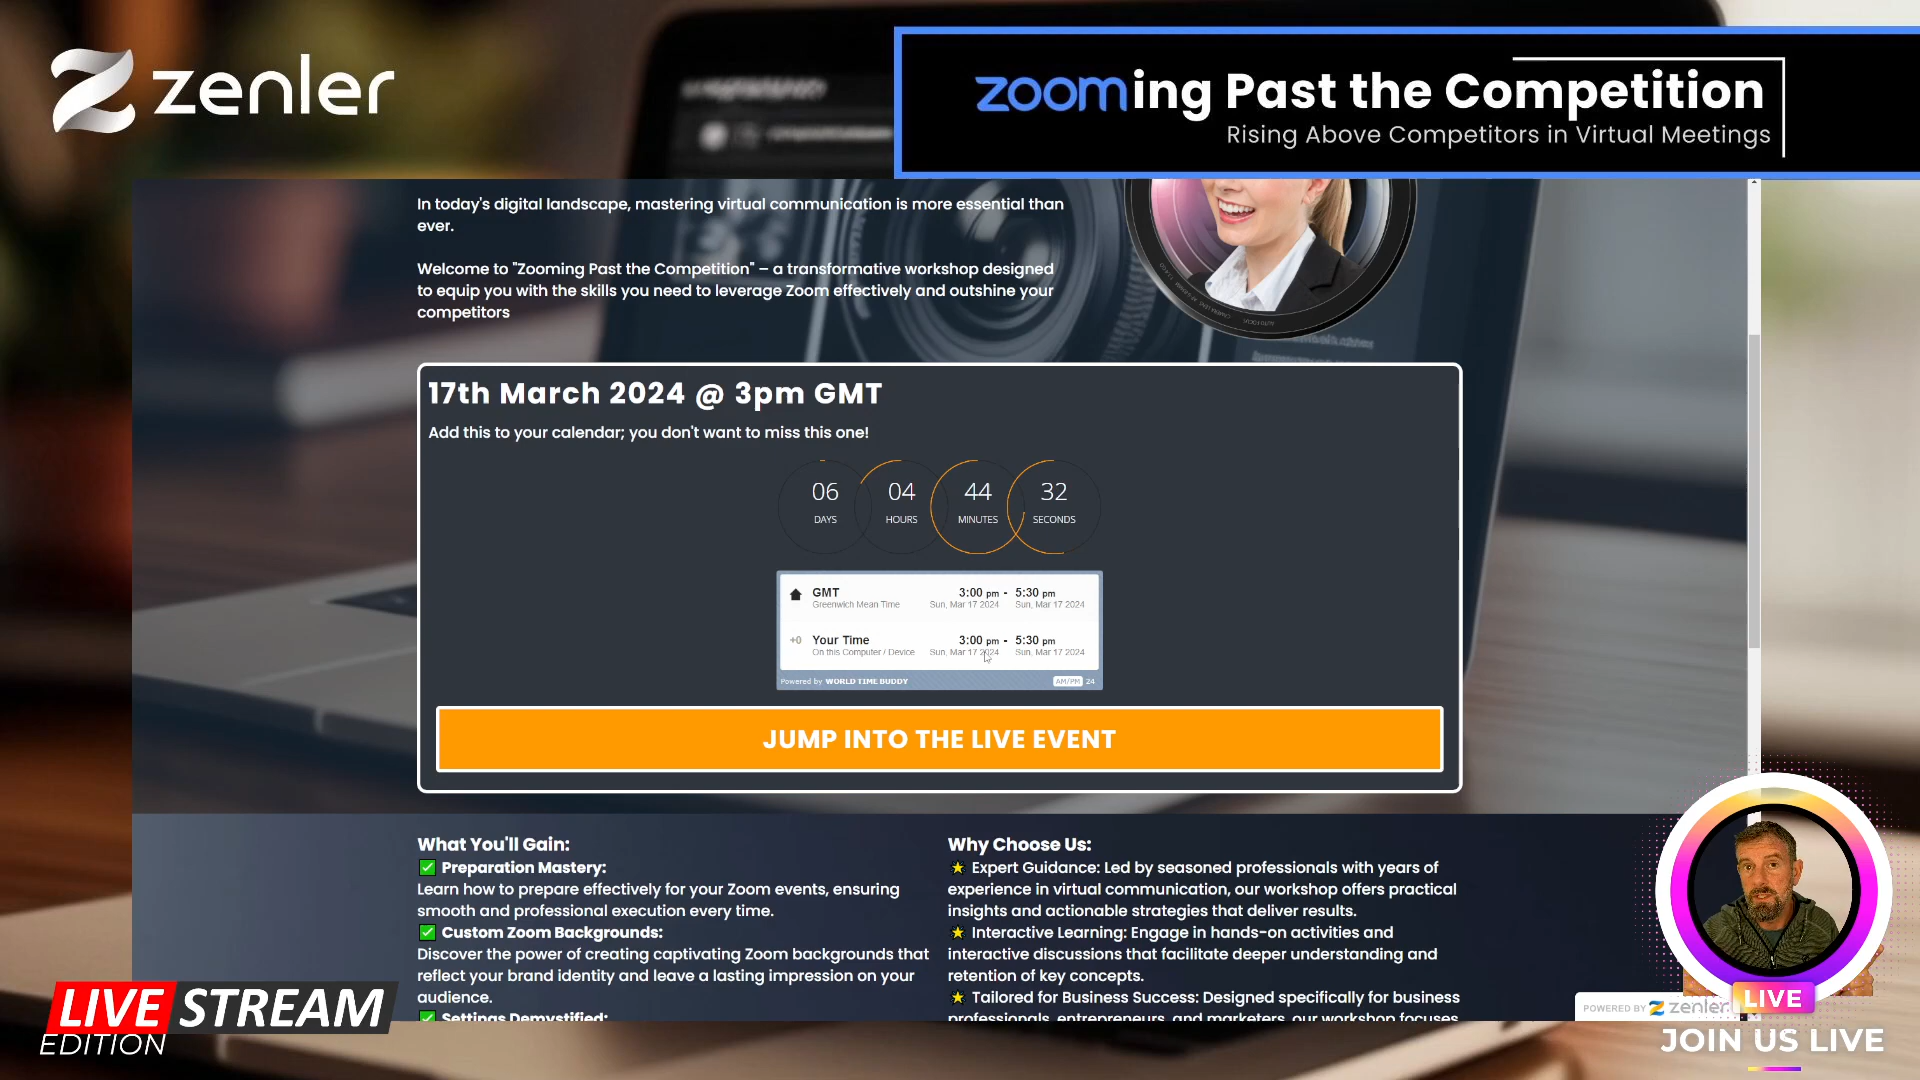 zenler
zooming Past the Competition
Rising Above Competitors in Virtual Meetings
In today's digital landscape, mastering virtual communication is more essential than
ever.
Welcome to "Zooming Past the Competition" – a transformative workshop designed
to equip you with the skills you need to leverage Zoom effectively and outshine your
competitors
17th March 2024 @ 3pm GMT
Add this to your calendar; you don't want to miss this one!
06 04 44 32
DAYS HOURS MINUTES SECONDS
GMT 3:00 pm - 5:30 pm
Greenwich Mean Time Sun, Mar 17 2024 Sun, Mar 17 2024
+0 Your Time 3:00 pm - 5:30 pm
On this Computer / Device Sun, Mar 17 2024 Sun, Mar 17 2024
Powered by WORLD TIME BUDDY AM/PM 24
JUMP INTO THE LIVE EVENT
What You'll Gain:
✅ Preparation Mastery:
Learn how to prepare effectively for your Zoom events, ensuring
smooth and professional execution every time.
✅ Custom Zoom Backgrounds:
Discover the power of creating captivating Zoom backgrounds that
reflect your brand identity and leave a lasting impression on your
audience.
✅ Settings Demystified:
Why Choose Us:
⭐ Expert Guidance: Led by seasoned professionals with years of
experience in virtual communication, our workshop offers practical
insights and actionable strategies that deliver results.
⭐ Interactive Learning: Engage in hands-on activities and
interactive discussions that facilitate deeper understanding and
retention of key concepts.
⭐ Tailored for Business Success: Designed specifically for business
professionals, entrepreneurs, and marketers, our workshop focuses
LIVE STREAM
EDITION
POWERED BY zenler
LIVE
JOIN US LIVE